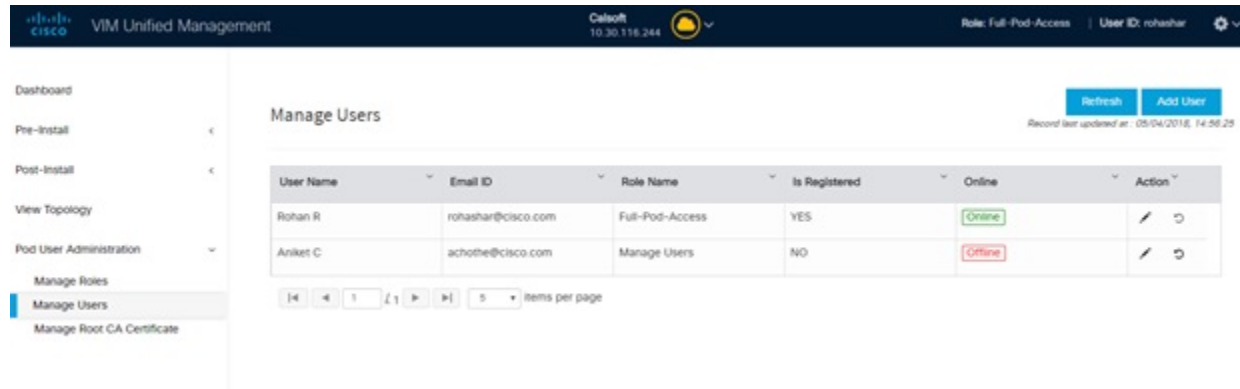 cisco VIM Unified Management
Calsoft
10.30.116.244
Role: Full-Pod-Access | User ID: rohashar
Dashboard
Pre-Install
Post-Install
View Topology
Pod User Administration
Manage Roles
Manage Users
Manage Root CA Certificate
Manage Users
Refresh Add User
Record last updated at : 05/04/2018, 14:56:25
User Name Email ID Role Name Is Registered Online Action
Rohan R rohashar@cisco.com Full-Pod-Access YES Online
Aniket C achothe@cisco.com Manage Users NO Offline
1 / 1 5 items per page